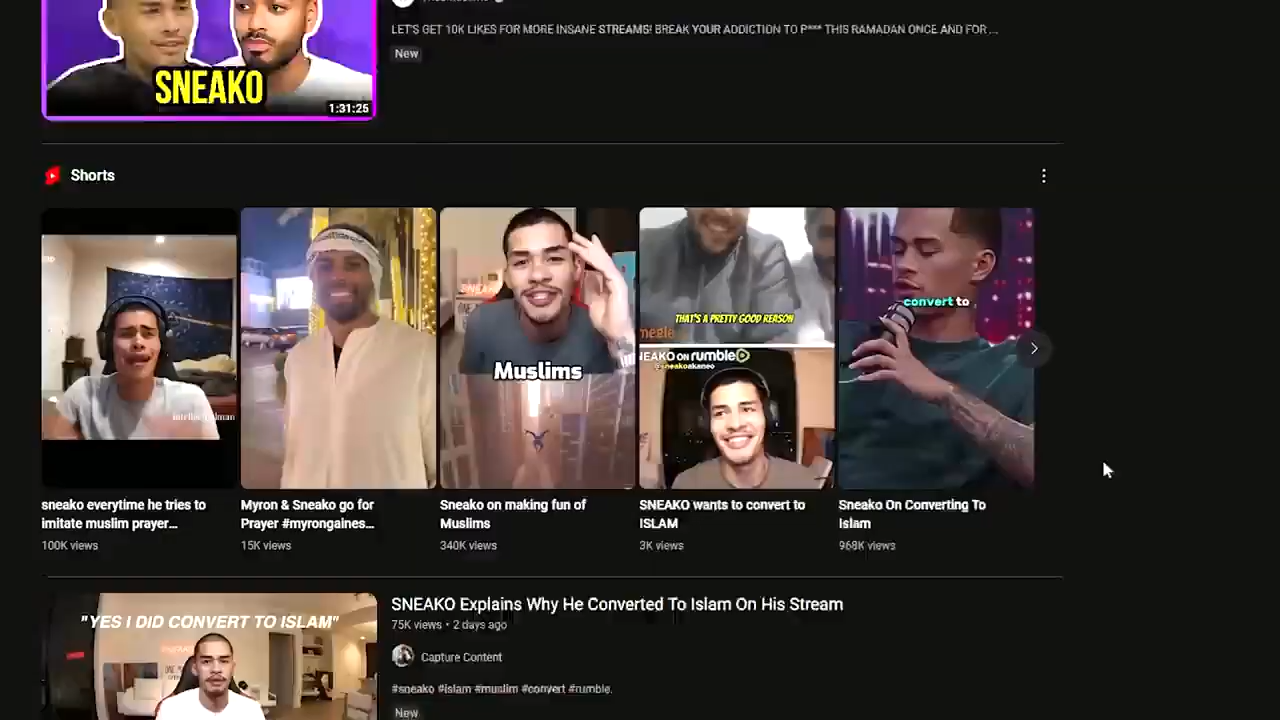 LET'S GET 10K LIKES FOR MORE INSANE STREAMS! BREAK YOUR ADDICTION TO P*** THIS RAMADAN ONCE AND FOR ...
New
SNEAKO
1:31:25
Shorts
convert to
THAT'S A PRETTY GOOD REASON
SNEAKO ON rumble
@sneakoakaneo
Muslims
sneako everytime he tries to
imitate muslim prayer...
100K views
Myron & Sneako go for
Prayer #myrongaines...
15K views
Sneako on making fun of
Muslims
340K views
SNEAKO wants to convert to
ISLAM
3K views
Sneako On Converting To
Islam
968K views
"YES I DID CONVERT TO ISLAM"
SNEAKO Explains Why He Converted To Islam On His Stream
75K views • 2 days ago
Capture Content
#sneako #islam #muslim #convert #rumble.
New